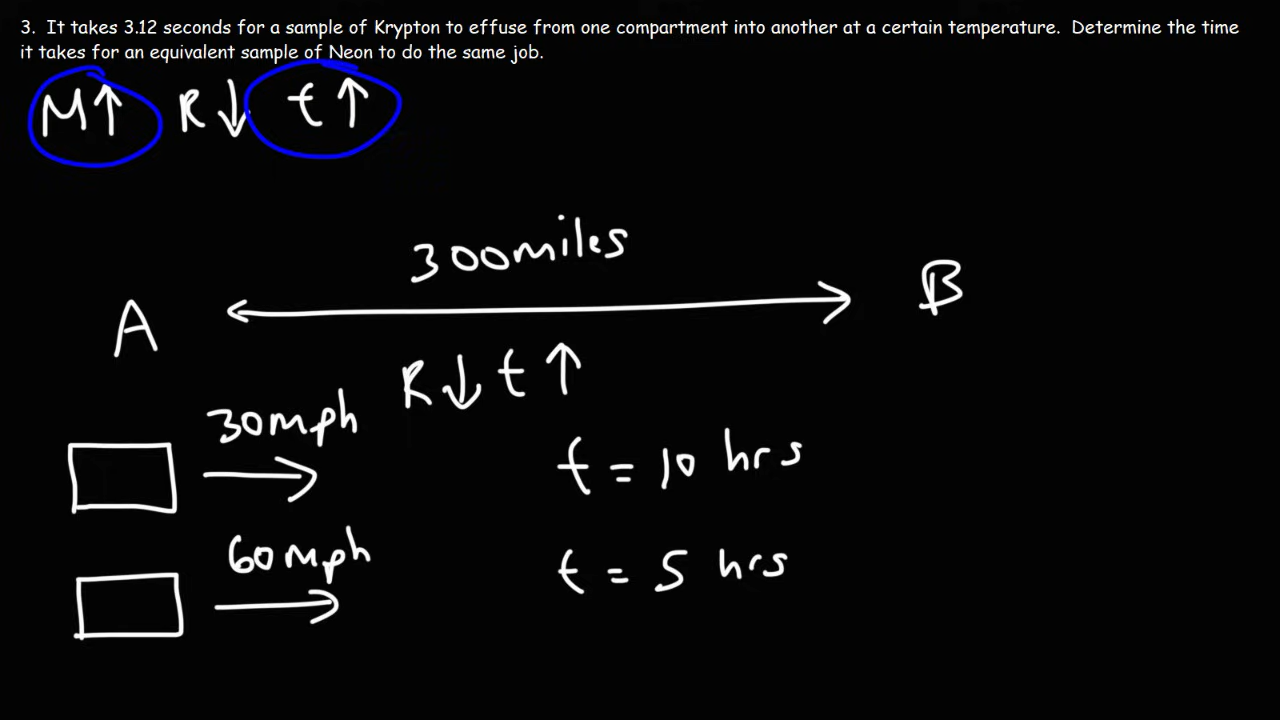 3. It takes 3.12 seconds for a sample of Krypton to effuse from one compartment into another at a certain temperature. Determine the time
it takes for an equivalent sample of Neon to do the same job.
M↑ R↓ t↑
300miles
A B
R↓ t↑
30mph
t = 10 hrs
60mph
t = 5 hrs